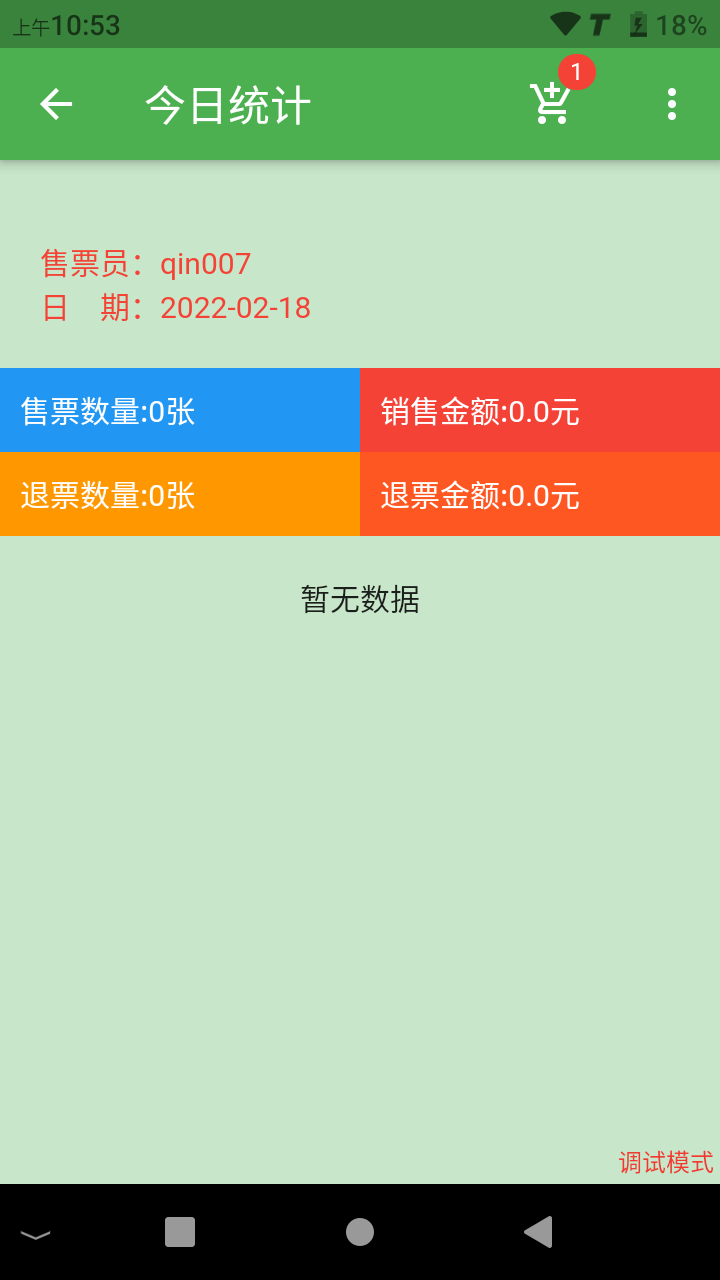 上午10:53
18%
今日统计
1
售票员：qin007
日　期：2022-02-18
售票数量:0张
销售金额:0.0元
退票数量:0张
退票金额:0.0元
暂无数据
调试模式